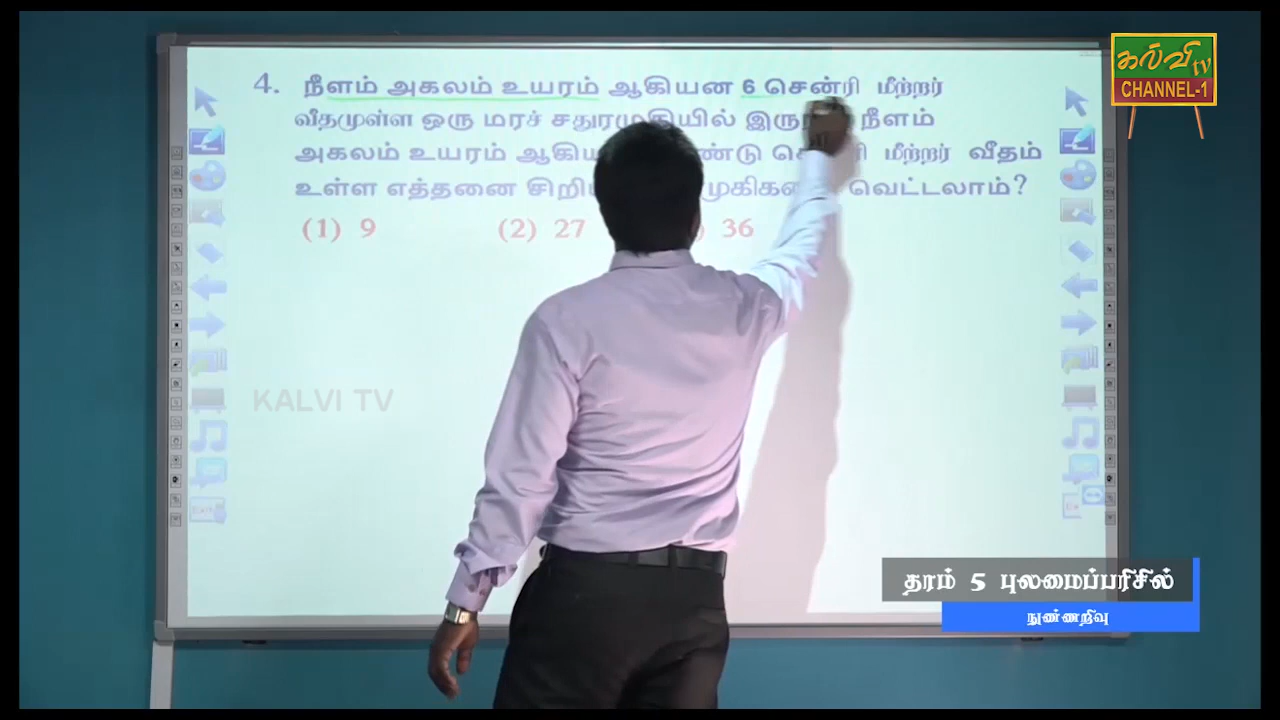 4. நீளம் அகலம் உயரம் ஆகியன 6 சென்ரி மீற்றர்
வீதமுள்ள ஒரு மரச் சதுரமுகியில் நீளம்
அகலம் உயரம் மீற்றர் வீதம்
உள்ள எத்தனை வெட்டலாம்?
(1) 9 (2) 27 36
KALVI TV
கல்வி tv
CHANNEL-1
தரம் 5 புலமைப்பரிசில்
நுண்ணறிவு